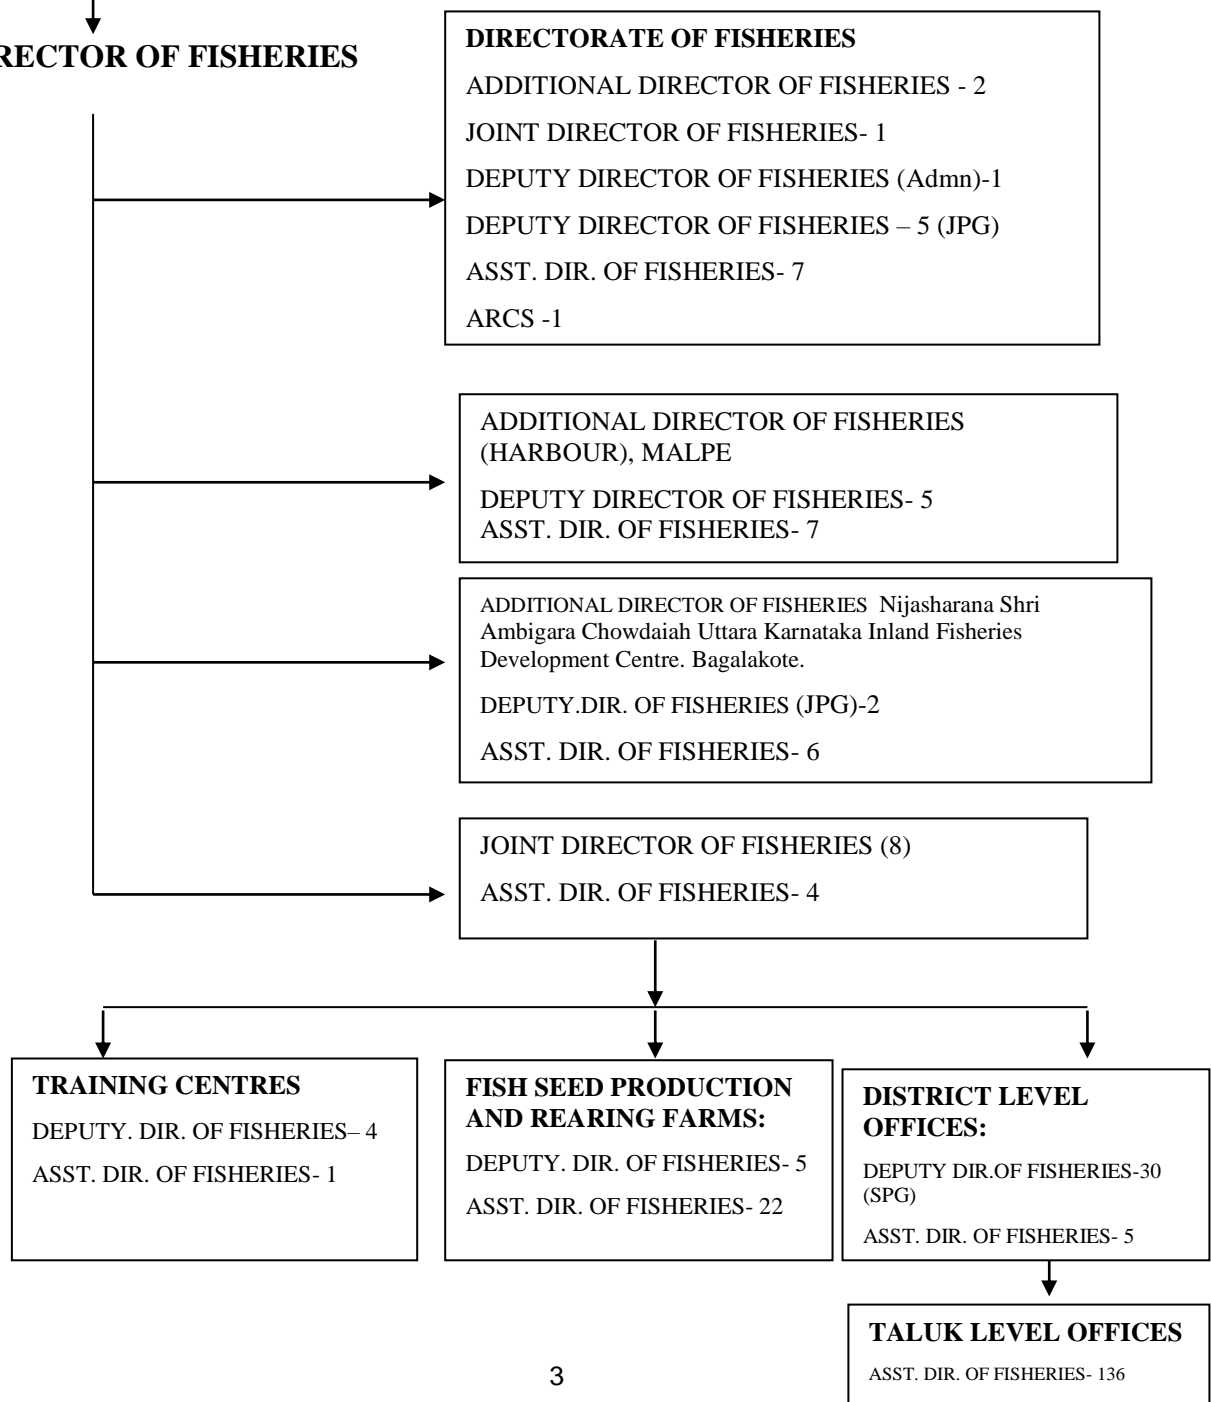 RECTOR OF FISHERIES
DIRECTORATE OF FISHERIES
ADDITIONAL DIRECTOR OF FISHERIES - 2
JOINT DIRECTOR OF FISHERIES- 1
DEPUTY DIRECTOR OF FISHERIES (Admn)-1
DEPUTY DIRECTOR OF FISHERIES – 5 (JPG)
ASST. DIR. OF FISHERIES- 7
ARCS -1
ADDITIONAL DIRECTOR OF FISHERIES
(HARBOUR), MALPE
DEPUTY DIRECTOR OF FISHERIES- 5
ASST. DIR. OF FISHERIES- 7
ADDITIONAL DIRECTOR OF FISHERIES Nijasharana Shri
Ambigara Chowdaiah Uttara Karnataka Inland Fisheries
Development Centre. Bagalakote.
DEPUTY.DIR. OF FISHERIES (JPG)-2
ASST. DIR. OF FISHERIES- 6
JOINT DIRECTOR OF FISHERIES (8)
ASST. DIR. OF FISHERIES- 4
TRAINING CENTRES
DEPUTY. DIR. OF FISHERIES– 4
ASST. DIR. OF FISHERIES- 1
FISH SEED PRODUCTION
AND REARING FARMS:
DEPUTY. DIR. OF FISHERIES- 5
ASST. DIR. OF FISHERIES- 22
DISTRICT LEVEL
OFFICES:
DEPUTY DIR.OF FISHERIES-30
(SPG)
ASST. DIR. OF FISHERIES- 5
TALUK LEVEL OFFICES
ASST. DIR. OF FISHERIES- 136
3